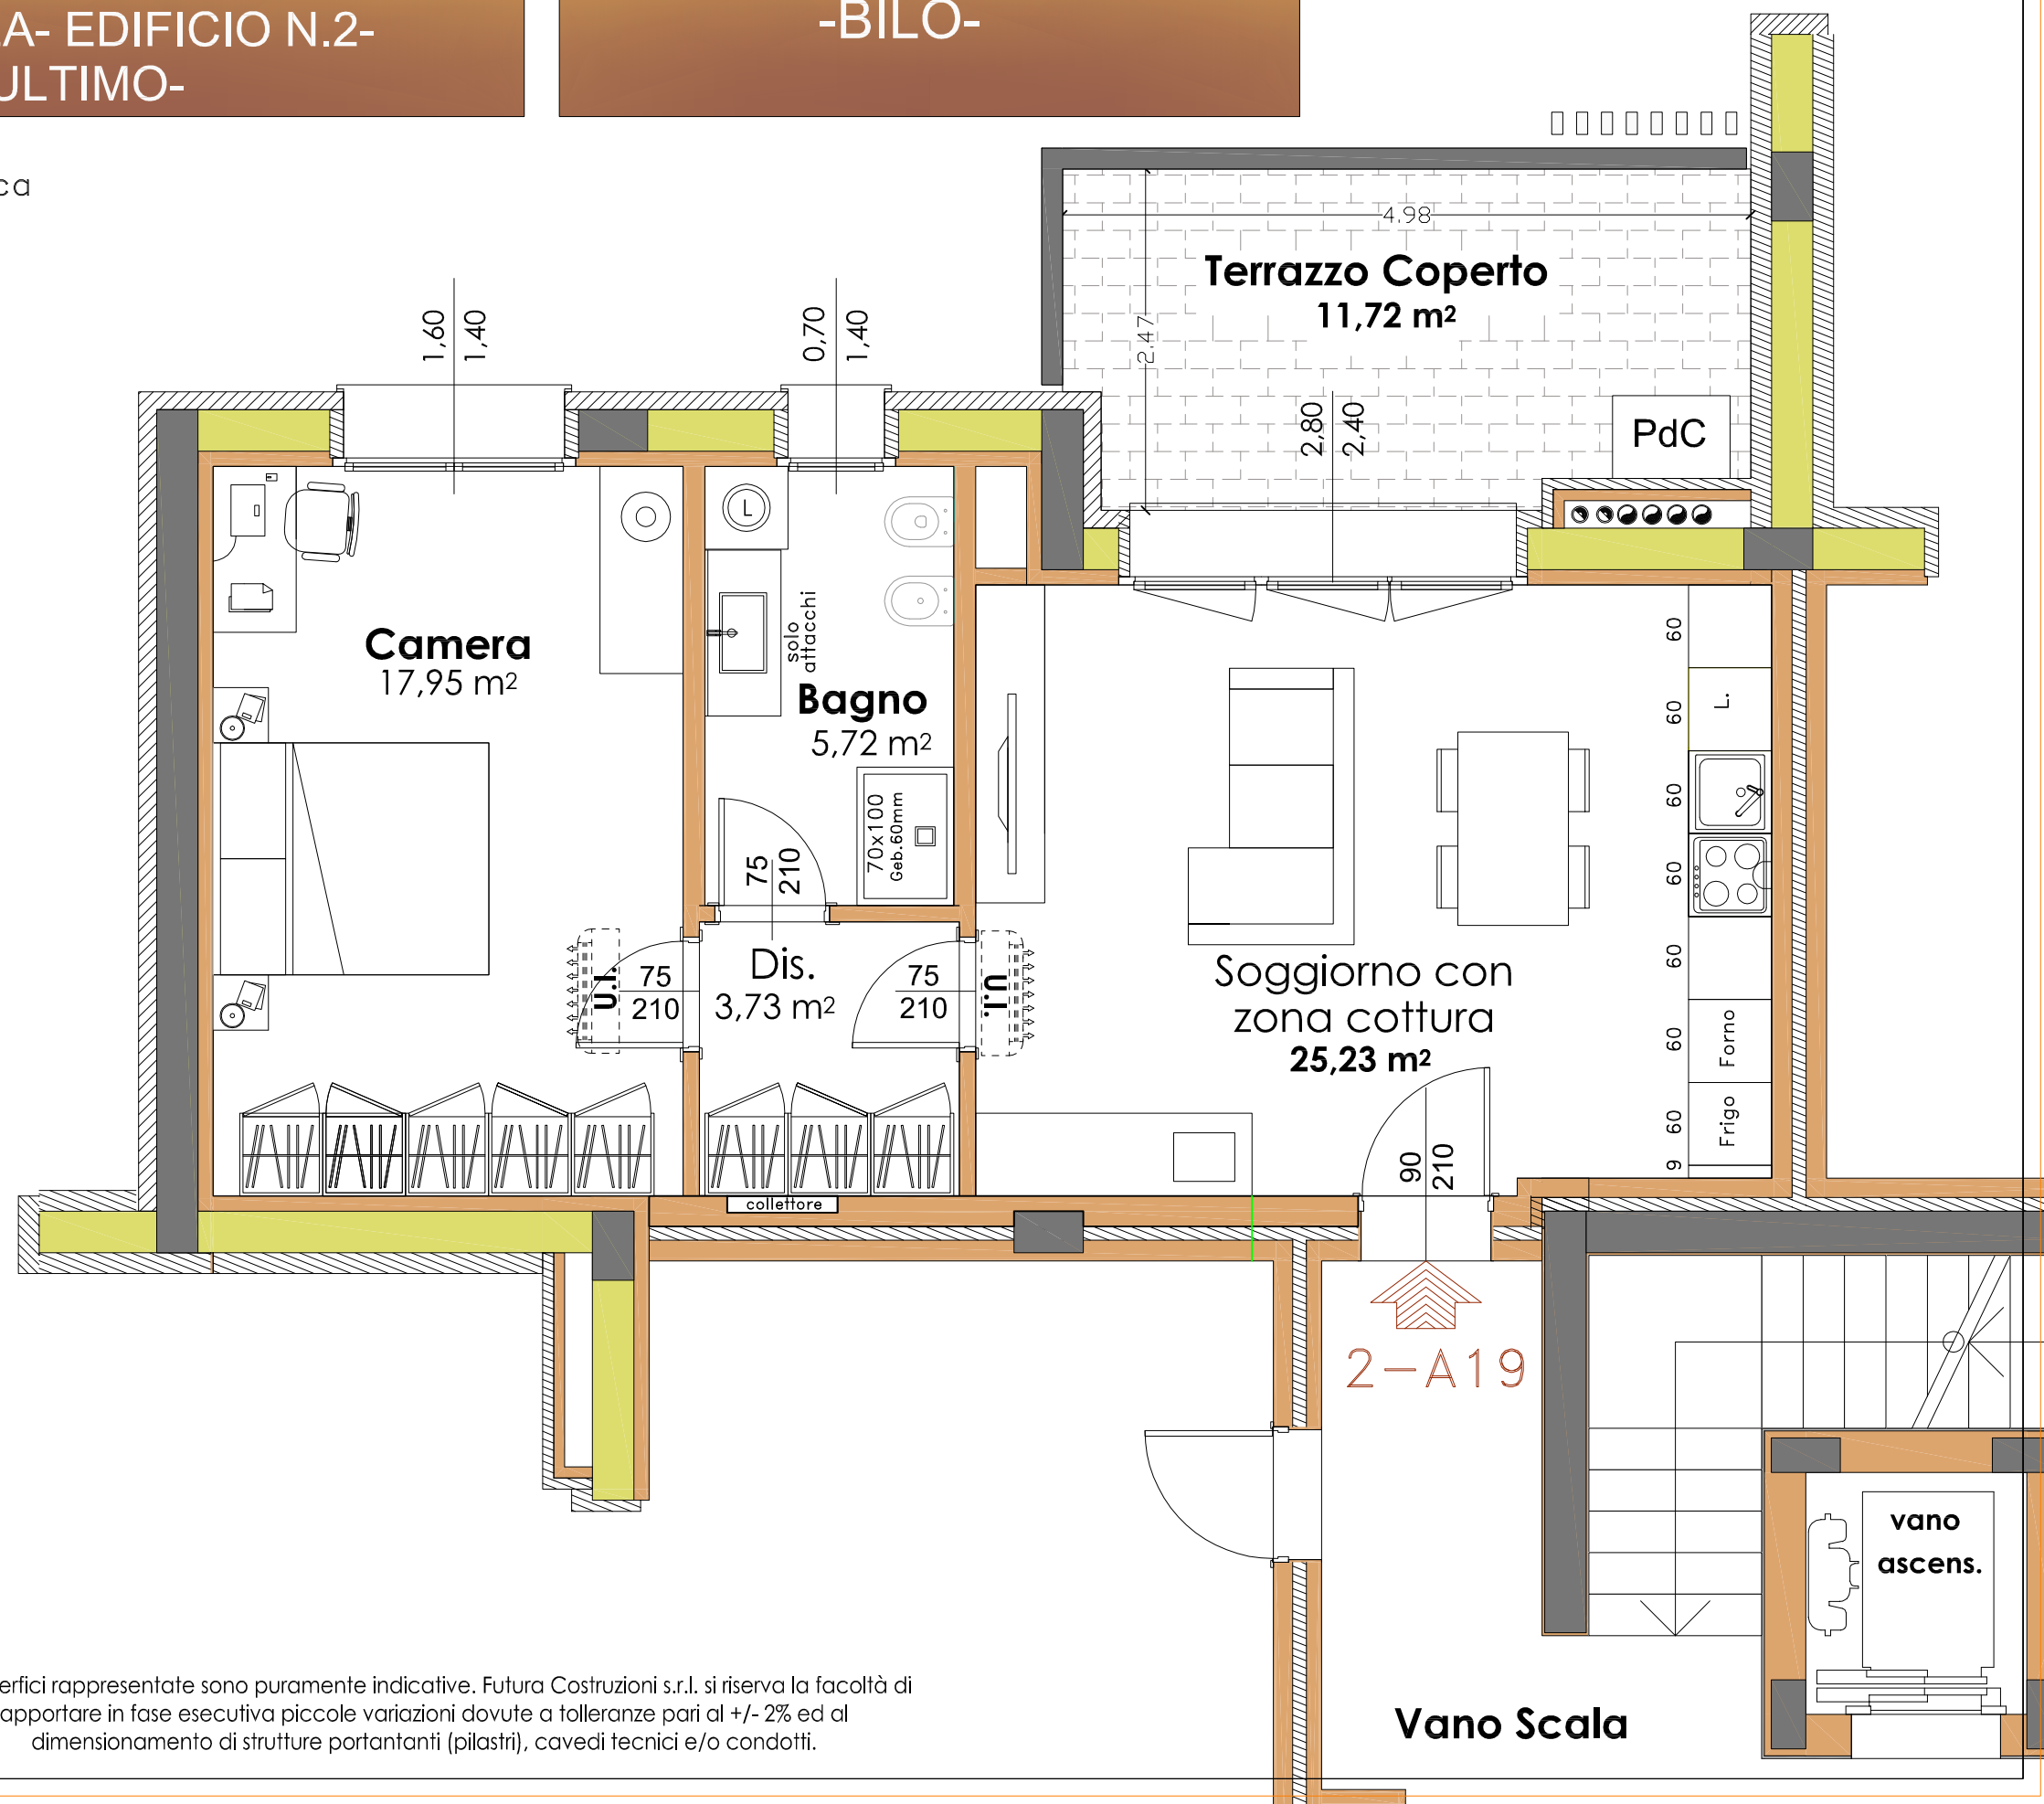 A- EDIFICIO N.2-
ULTIMO-
-BILO-
ca
4.98
Terrazzo Coperto
11,72 m²
2.47
1,60
1,40
0,70
1,40
2,80
2,40
PdC
L
solo
attacchi
Camera
17,95 m²
Bagno
5,72 m²
70x100
Geb.60mm
75
210
60
60
L.
60
60
60
60
Forno
60
Frigo
9
Dis.
3,73 m²
U.I.
75
210
75
210
U.I.
Soggiorno con
zona cottura
25,23 m²
90
210
collettore
2-A19
vano
ascens.
Vano Scala
erfici rappresentate sono puramente indicative. Futura Costruzioni s.r.l. si riserva la facoltà di
apportare in fase esecutiva piccole variazioni dovute a tolleranze pari al +/- 2% ed al
dimensionamento di strutture portantanti (pilastri), cavedi tecnici e/o condotti.